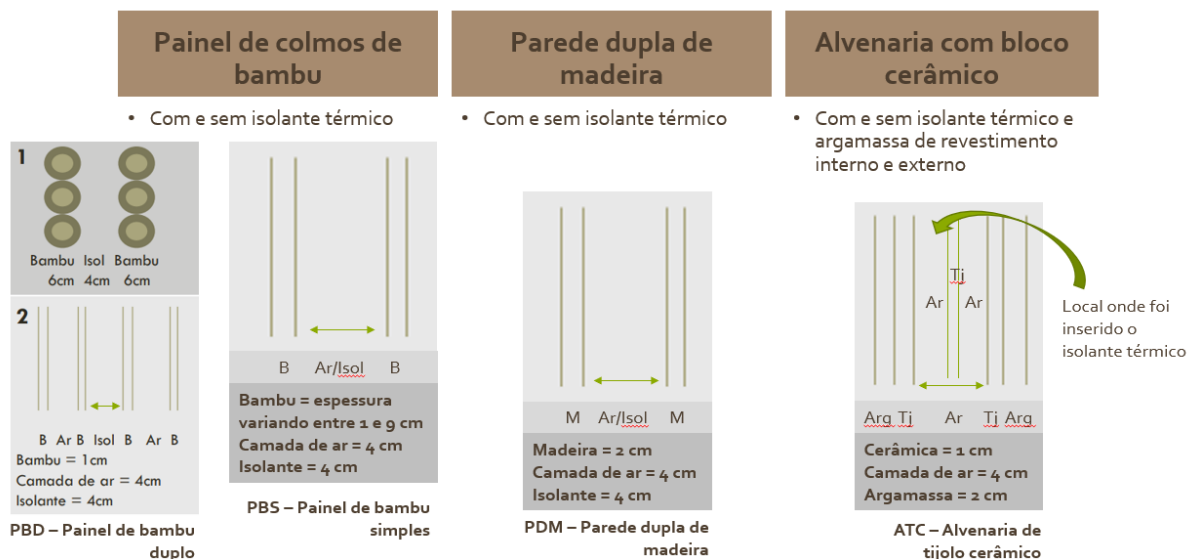 Painel de colmos de
bambu
• Com e sem isolante térmico
1
Bambu Isol Bambu
6cm 4cm 6cm
2
B Ar B Isol B Ar B
Bambu = 1cm
Camada de ar = 4cm
Isolante = 4cm
PBD – Painel de bambu
duplo
B Ar/Isol B
Bambu = espessura
variando entre 1 e 9 cm
Camada de ar = 4 cm
Isolante = 4 cm
PBS – Painel de bambu
simples
Parede dupla de
madeira
• Com e sem isolante térmico
M Ar/Isol M
Madeira = 2 cm
Camada de ar = 4 cm
Isolante = 4 cm
PDM – Parede dupla de
madeira
Alvenaria com bloco
cerâmico
• Com e sem isolante térmico e
argamassa de revestimento
interno e externo
Tj
Ar Ar
Local onde foi
inserido o
isolante térmico
Arg Tj Ar Tj Arg
Cerâmica = 1 cm
Camada de ar = 4 cm
Argamassa = 2 cm
ATC – Alvenaria de
tijolo cerâmico